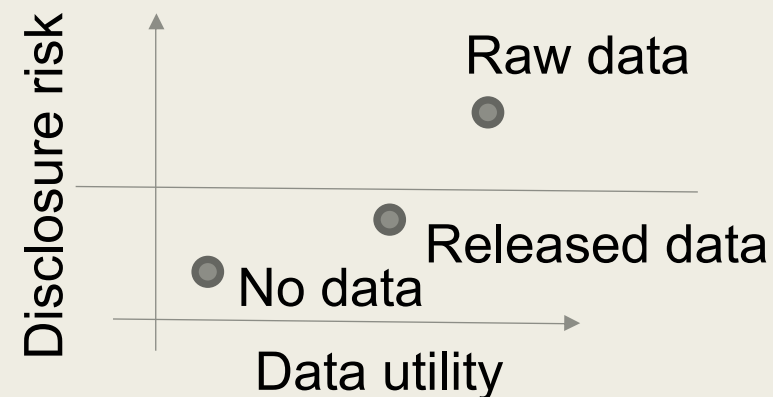 Disclosure risk
Raw data
Released data
No data
Data utility